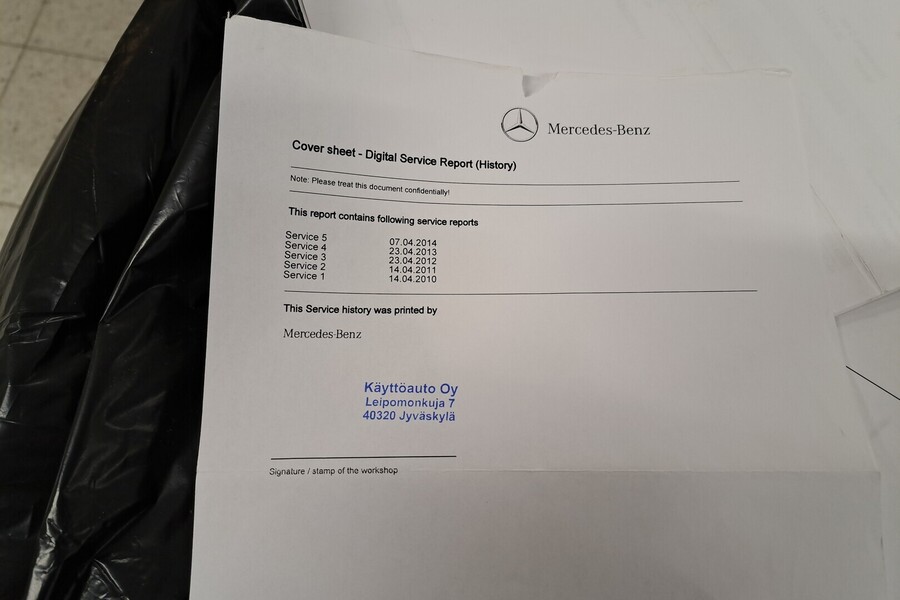 Mercedes-Benz
Cover sheet - Digital Service Report (History)
Note: Please treat this document confidentially!
This report contains following service reports
Service 5 07.04.2014
Service 4 23.04.2013
Service 3 23.04.2012
Service 2 14.04.2011
Service 1 14.04.2010
This Service history was printed by
Mercedes-Benz
Käyttöauto Oy
Leipomonkuja 7
40320 Jyväskylä
Signature / stamp of the workshop